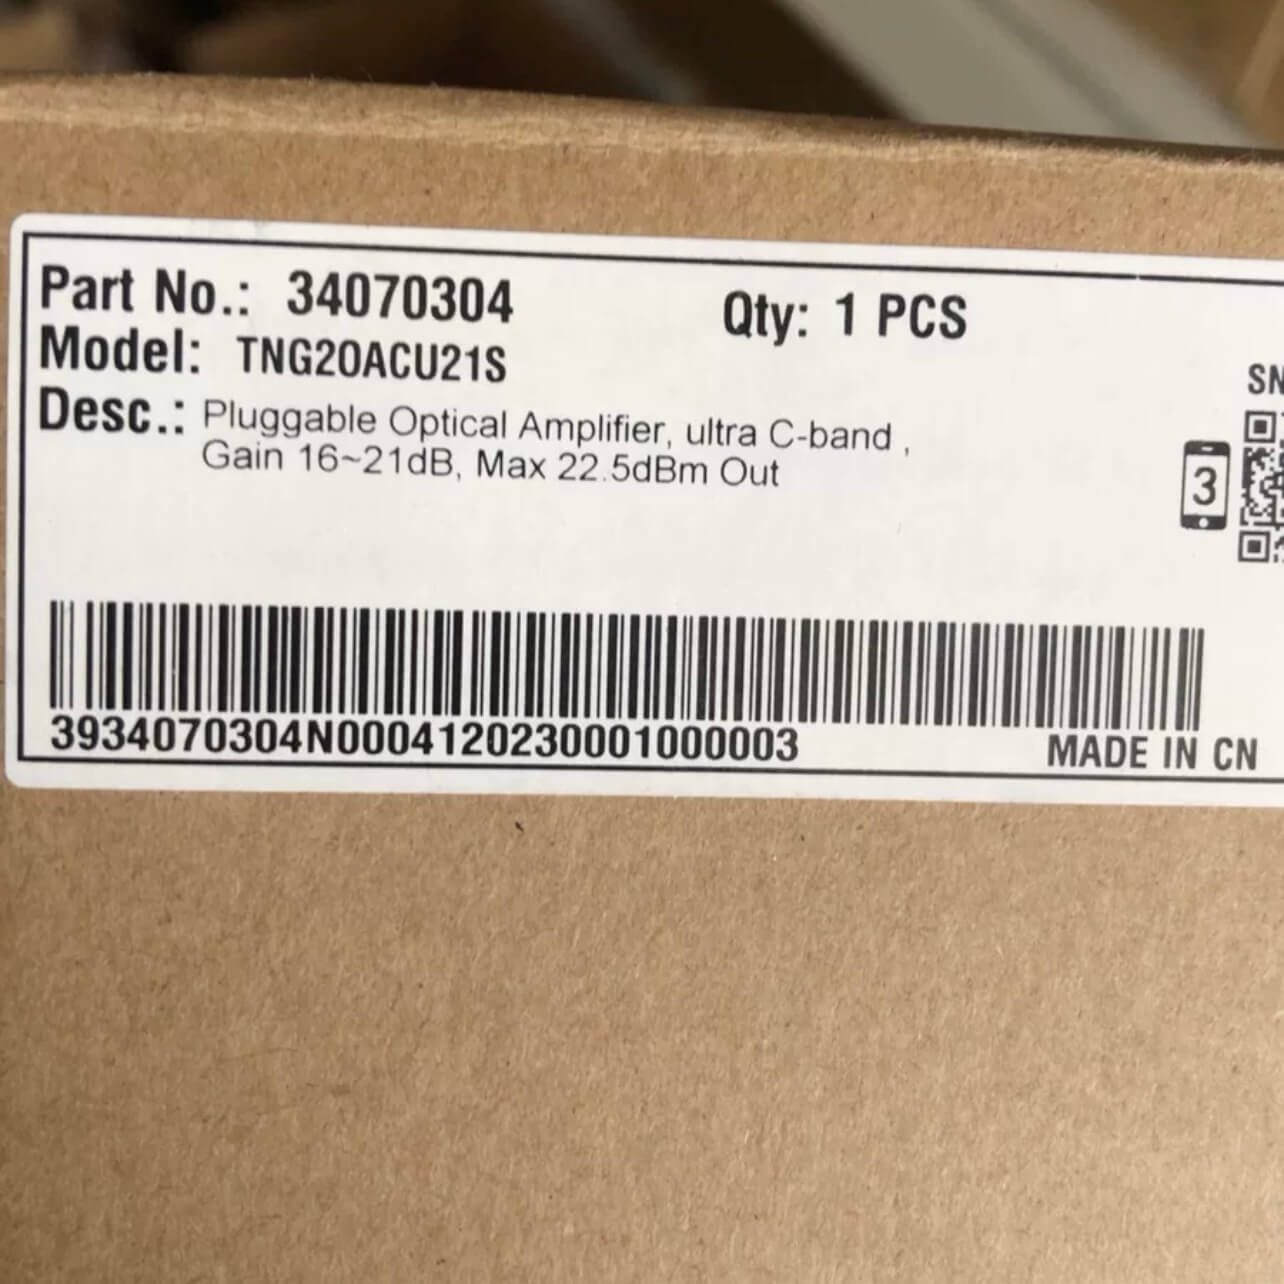 Part No.: 34070304 Qty: 1 PCS
Model: TNG20ACU21S
Desc.: Pluggable Optical Amplifier, ultra C-band ,
Gain 16~21dB, Max 22.5dBm Out
SN
3
3934070304N0004120230001000003 MADE IN CN